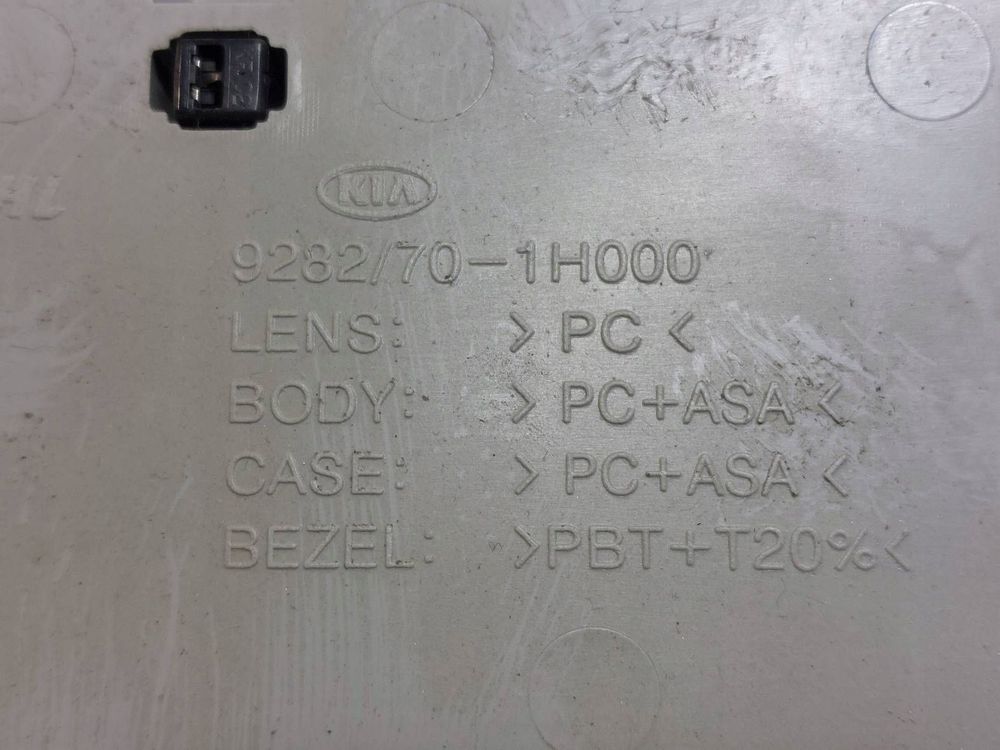 KIA
9282/70-1H000
LENS: > PC <
BODY: > PC+ASA <
CASE: > PC+ASA <
BEZEL: >PBT+T20%<